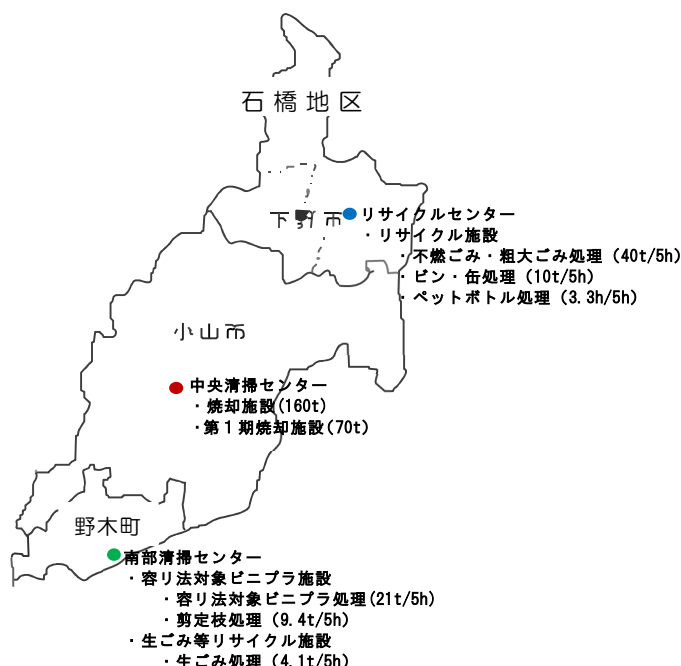 石橋地区
下野市
リサイクルセンター
・リサイクル施設
・不燃ごみ・粗大ごみ処理（40t/5h）
・ビン・缶処理（10t/5h）
・ペットボトル処理（3.3h/5h）
小山市
中央清掃センター
・焼却施設(160t)
・第１期焼却施設(70t)
野木町
南部清掃センター
・容リ法対象ビニプラ施設
・容リ法対象ビニプラ処理(21t/5h)
・剪定枝処理（9.4t/5h）
・生ごみ等リサイクル施設
・生ごみ処理（4.1t/5h）